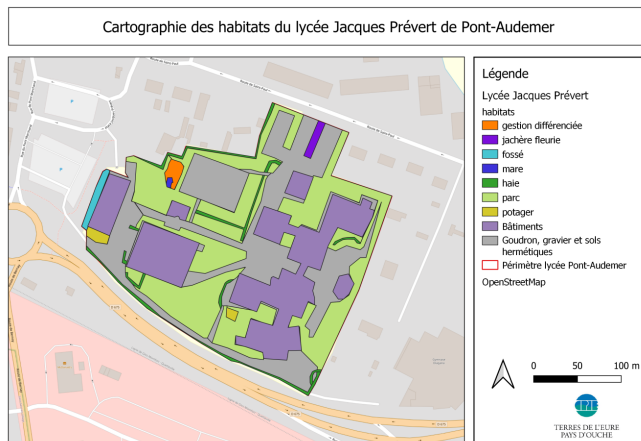 Cartographie des habitats du lycée Jacques Prévert de Pont-Audemer
Légende
Lycée Jacques Prévert
habitats
gestion différenciée
jachère fleurie
fossé
mare
haie
parc
potager
Bâtiments
Goudron, gravier et sols
hermétiques
Périmètre lycée Pont-Audemer
OpenStreetMap
0 50 100 m
CPIE
TERRES DE L'EURE
PAYS D'OUCHE